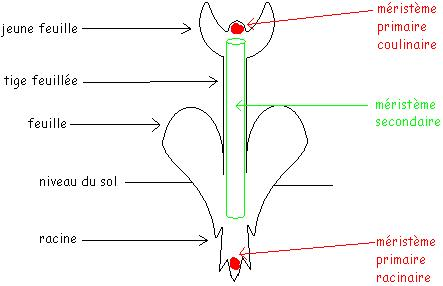 jeune feuille
méristème
primaire
coulinaire
tige feuillée
feuille
méristème
secondaire
niveau du sol
racine
méristème
primaire
racinaire